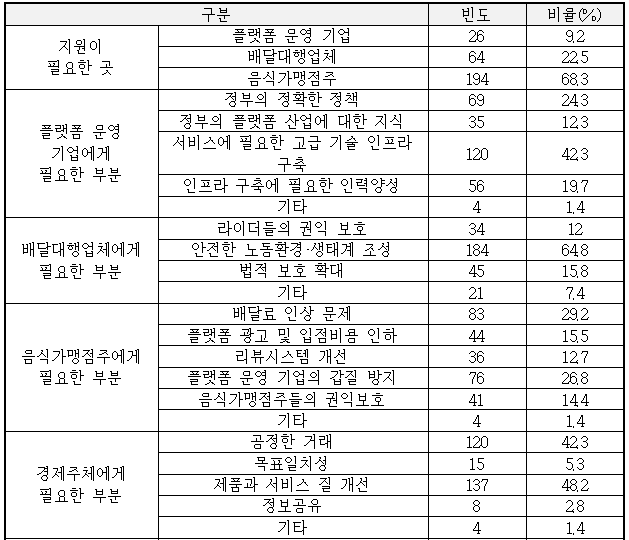 구분 빈도 비율(%)
지원이 필요한 곳 플랫폼 운영 기업 26 9.2
배달대행업체 64 22.5
음식가맹점주 194 68.3
플랫폼 운영 기업에게 필요한 부분 정부의 정확한 정책 69 24.3
정부의 플랫폼 산업에 대한 지식 35 12.3
서비스에 필요한 고급 기술 인프라 구축 120 42.3
인프라 구축에 필요한 인력양성 56 19.7
기타 4 1.4
배달대행업체에게 필요한 부분 라이더들의 권익 보호 34 12
안전한 노동환경·생태계 조성 184 64.8
법적 보호 확대 45 15.8
기타 21 7.4
음식가맹점주에게 필요한 부분 배달료 인상 문제 83 29.2
플랫폼 광고 및 입점비용 인하 44 15.5
리뷰시스템 개선 36 12.7
플랫폼 운영 기업의 갑질 방지 76 26.8
음식가맹점주들의 권익보호 41 14.4
기타 4 1.4
경제주체에게 필요한 부분 공정한 거래 120 42.3
목표일치성 15 5.3
제품과 서비스 질 개선 137 48.2
정보공유 8 2.8
기타 4 1.4